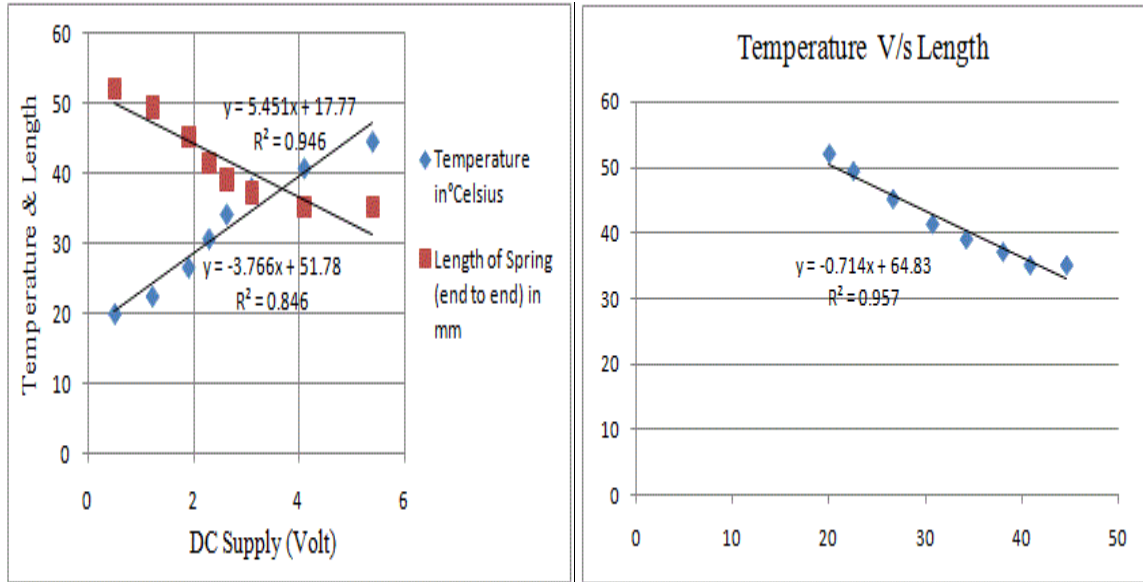 60
50
40
30
20
10
0
Temperature & Length
y = 5.451x + 17.77
R² = 0.946
y = -3.766x + 51.78
R² = 0.846
0 2 4 6
DC Supply (Volt)
Temperature
in°Celsius
Length of Spring
(end to end) in
mm
Temperature V/s Length
60
50
40
30
20
10
0
y = -0.714x + 64.83
R² = 0.957
0 10 20 30 40 50